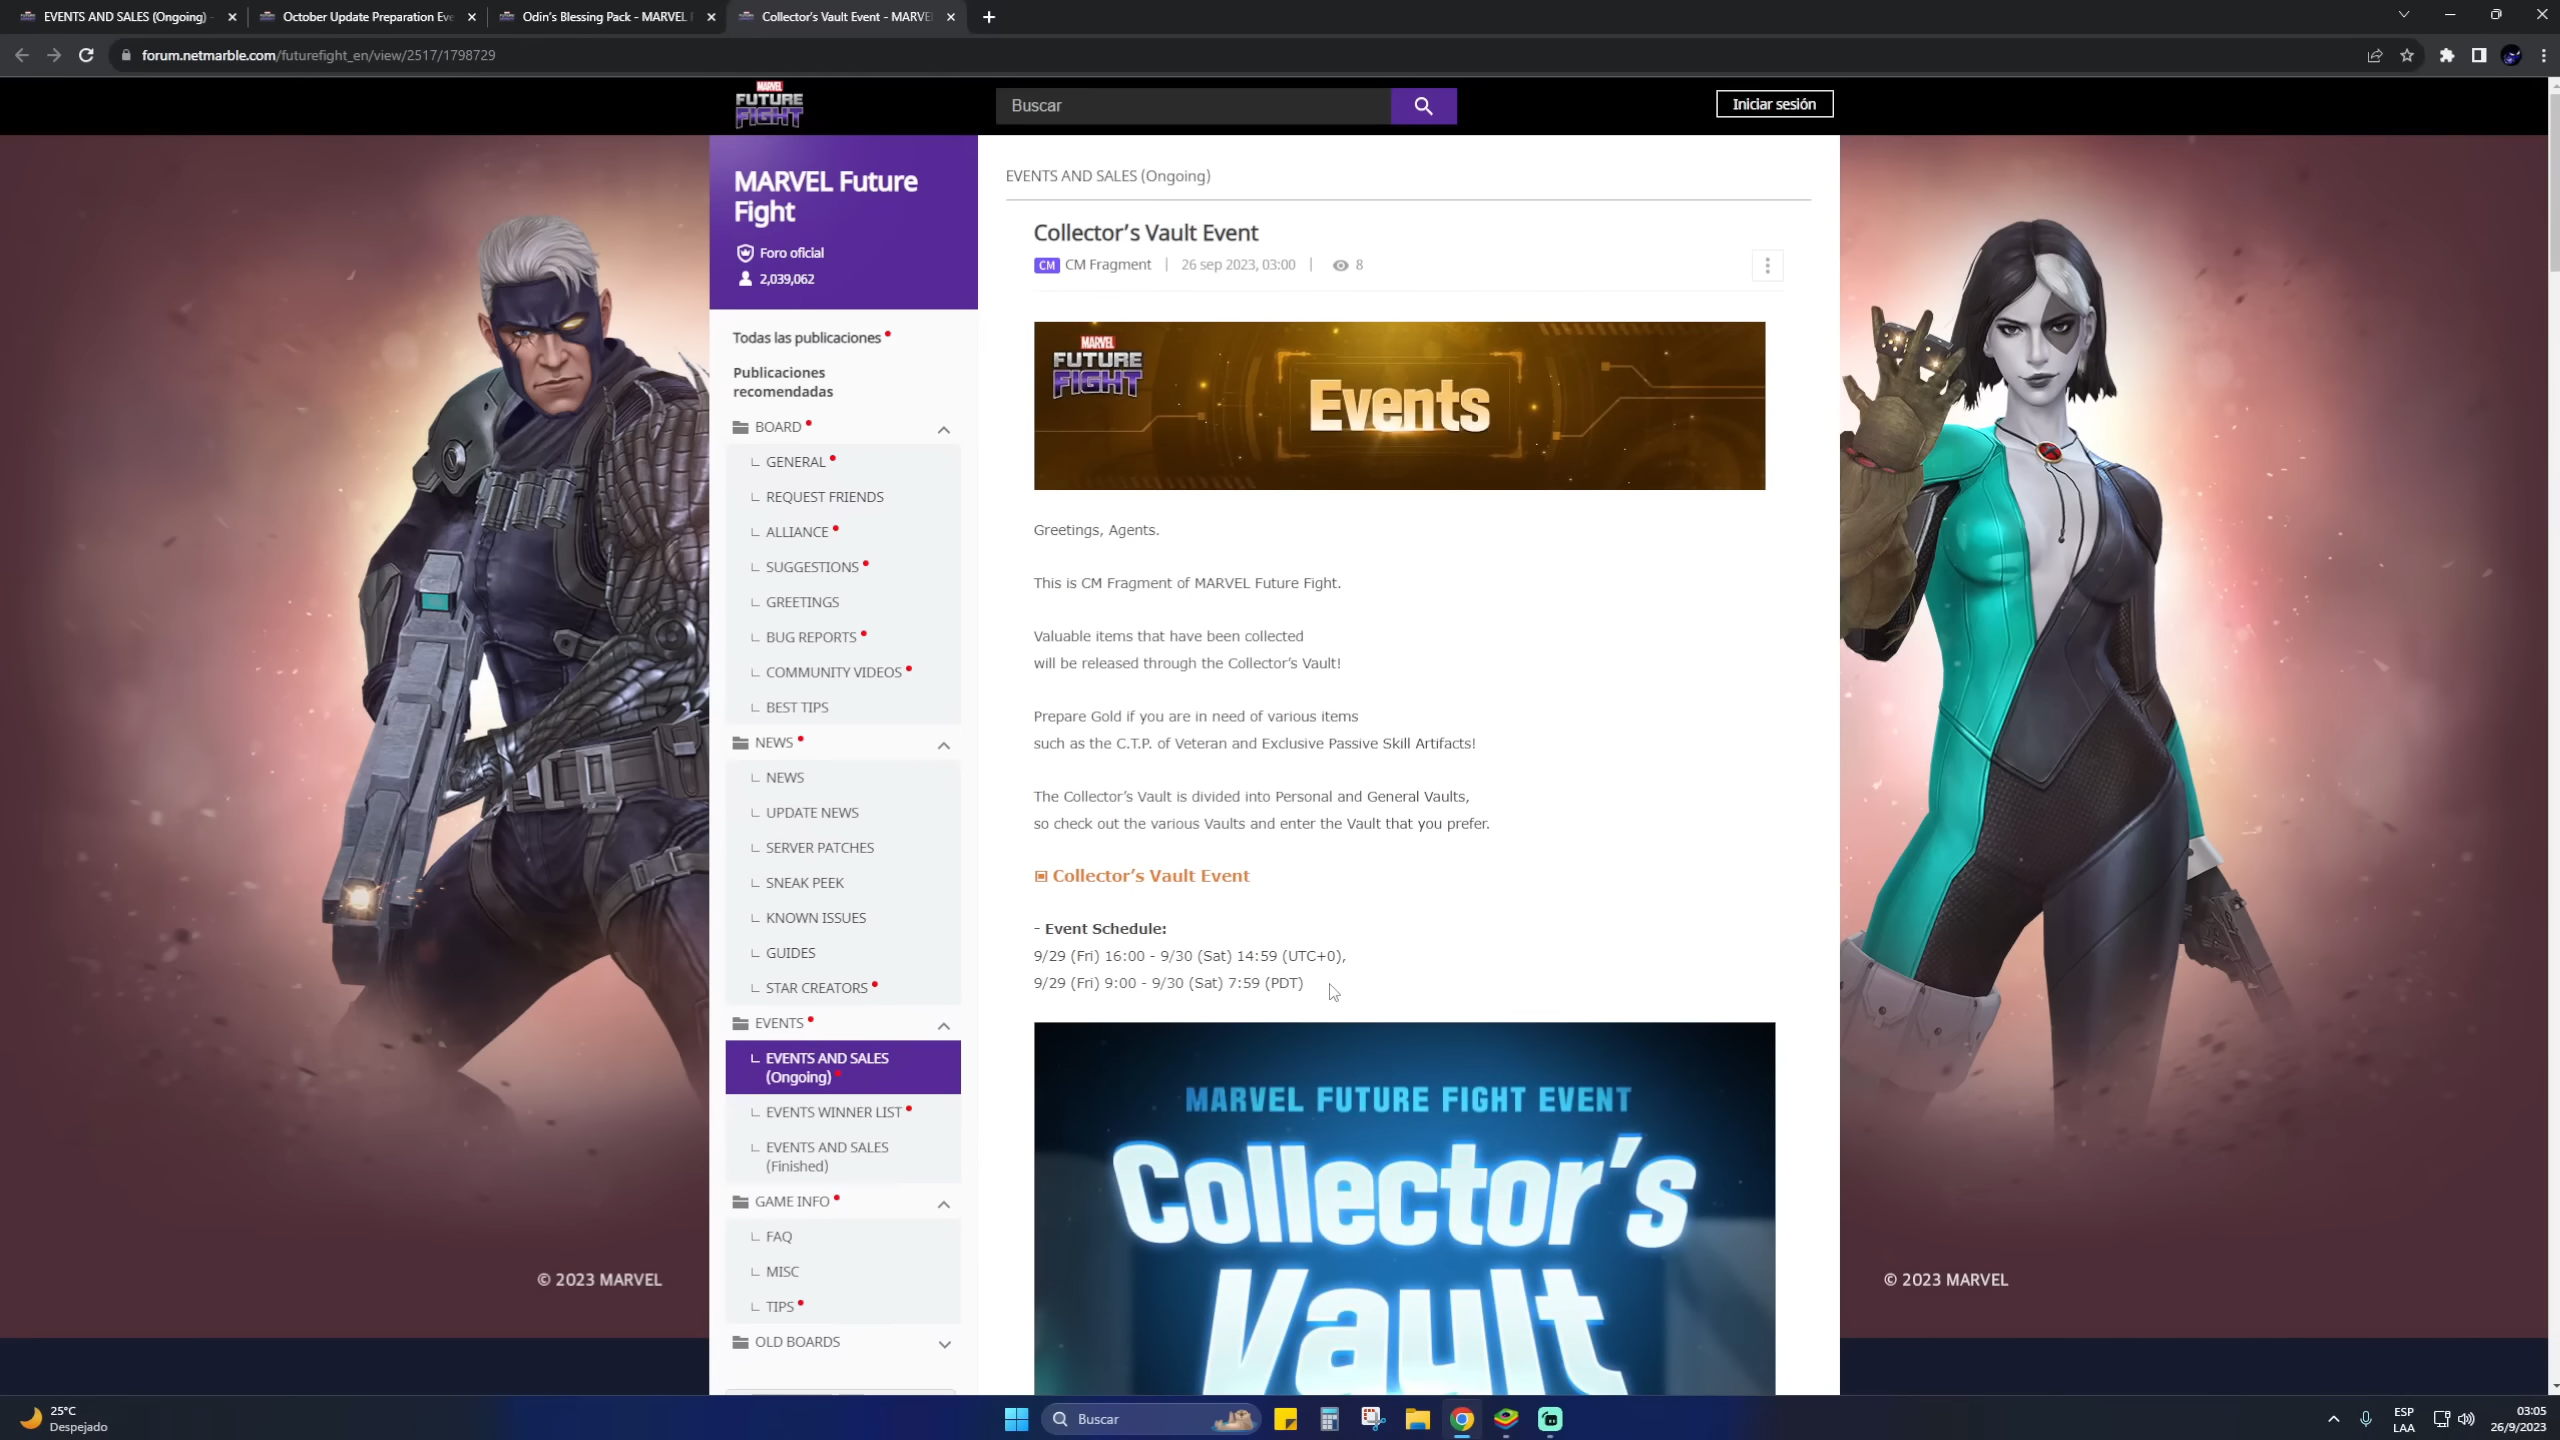 EVENTS AND SALES (Ongoing) -
October Update Preparation Eve
Odin's Blessing Pack - MARVEL F
Collector's Vault Event - MARVE
forum.netmarble.com/futurefight_en/view/2517/1798729
MARVEL
FUTURE
FIGHT
Buscar
Iniciar sesión
MARVEL Future
Fight
Foro oficial
2,039,062
Todas las publicaciones
Publicaciones
recomendadas
BOARD
GENERAL
REQUEST FRIENDS
ALLIANCE
SUGGESTIONS
GREETINGS
BUG REPORTS
COMMUNITY VIDEOS
BEST TIPS
NEWS
NEWS
UPDATE NEWS
SERVER PATCHES
SNEAK PEEK
KNOWN ISSUES
GUIDES
STAR CREATORS
EVENTS
EVENTS AND SALES
(Ongoing)
EVENTS WINNER LIST
EVENTS AND SALES
(Finished)
GAME INFO
FAQ
MISC
TIPS
OLD BOARDS
EVENTS AND SALES (Ongoing)
Collector’s Vault Event
CM CM Fragment | 26 sep 2023, 03:00 | 8
MARVEL
FUTURE
FIGHT
Events
Greetings, Agents.
This is CM Fragment of MARVEL Future Fight.
Valuable items that have been collected
will be released through the Collector’s Vault!
Prepare Gold if you are in need of various items
such as the C.T.P. of Veteran and Exclusive Passive Skill Artifacts!
The Collector’s Vault is divided into Personal and General Vaults,
so check out the various Vaults and enter the Vault that you prefer.
▣ Collector’s Vault Event
- Event Schedule:
9/29 (Fri) 16:00 - 9/30 (Sat) 14:59 (UTC+0),
9/29 (Fri) 9:00 - 9/30 (Sat) 7:59 (PDT)
MARVEL FUTURE FIGHT EVENT
Collector's
Vault
© 2023 MARVEL
© 2023 MARVEL
25°C
Despejado
Buscar
ESP
LAA
03:05
26/9/2023